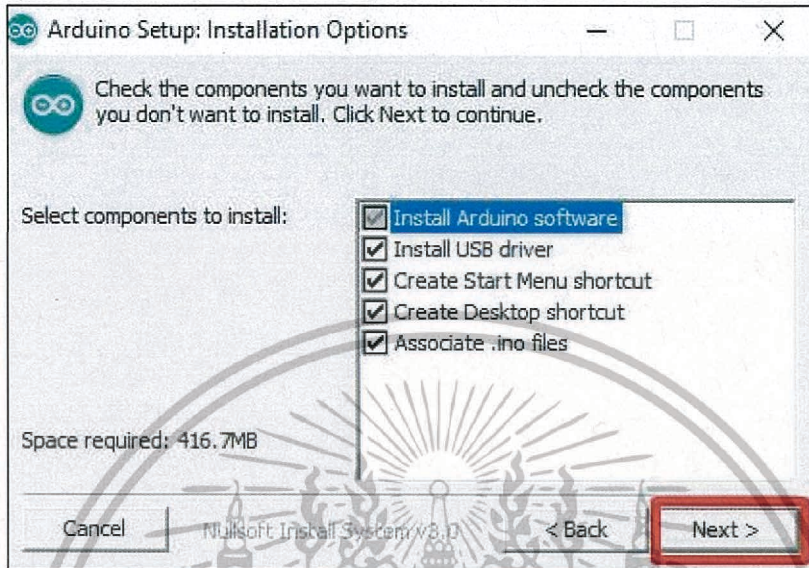 Arduino Setup: Installation Options
Check the components you want to install and uncheck the components
you don't want to install. Click Next to continue.
Select components to install:
Install Arduino software
Install USB driver
Create Start Menu shortcut
Create Desktop shortcut
Associate .ino files
Space required: 416.7MB
Cancel
Nullsoft Install System v3.0
< Back
Next >